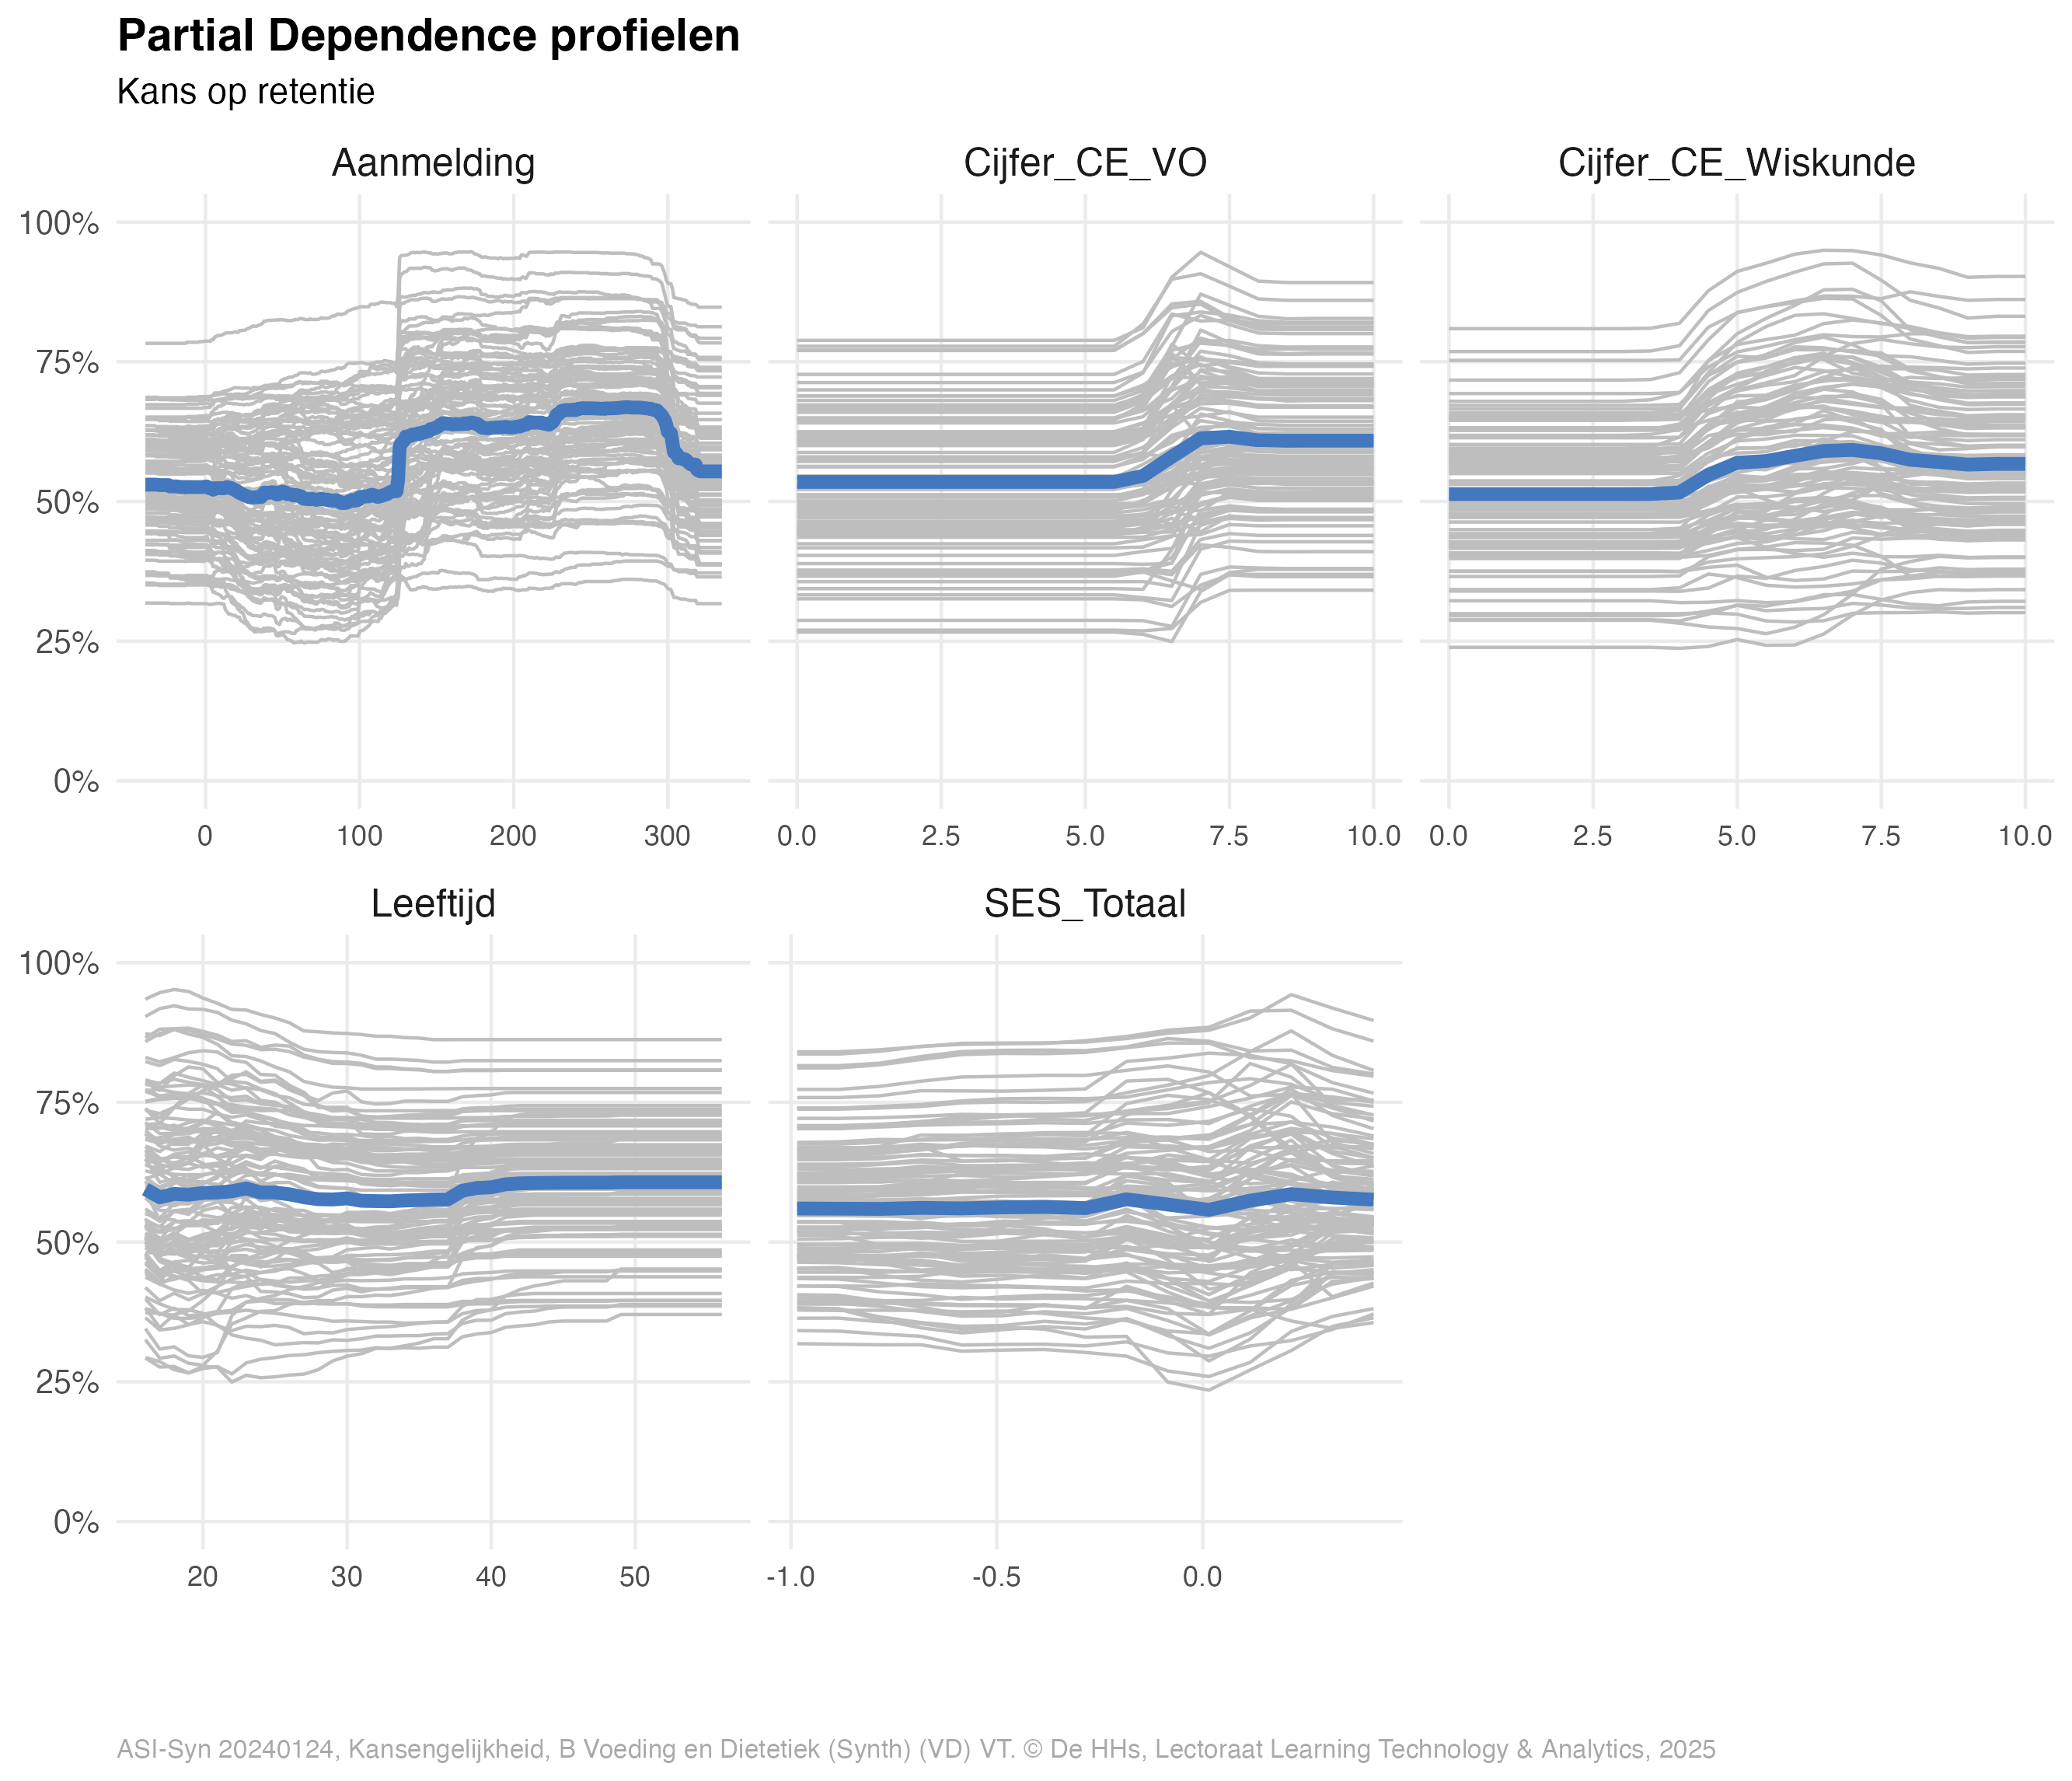 Partial Dependence profielen
Kans op retentie
Aanmelding Cijfer_CE_VO Cijfer_CE_Wiskunde
100%
75%
50%
25%
0%
0 100 200 300 0.0 2.5 5.0 7.5 10.0 0.0 2.5 5.0 7.5 10.0
Leeftijd SES_Totaal
100%
75%
50%
25%
0%
20 30 40 50 -1.0 -0.5 0.0
ASI-Syn 20240124, Kansengelijkheid, B Voeding en Dietetiek (Synth) (VD) VT. © De HHs, Lectoraat Learning Technology & Analytics, 2025